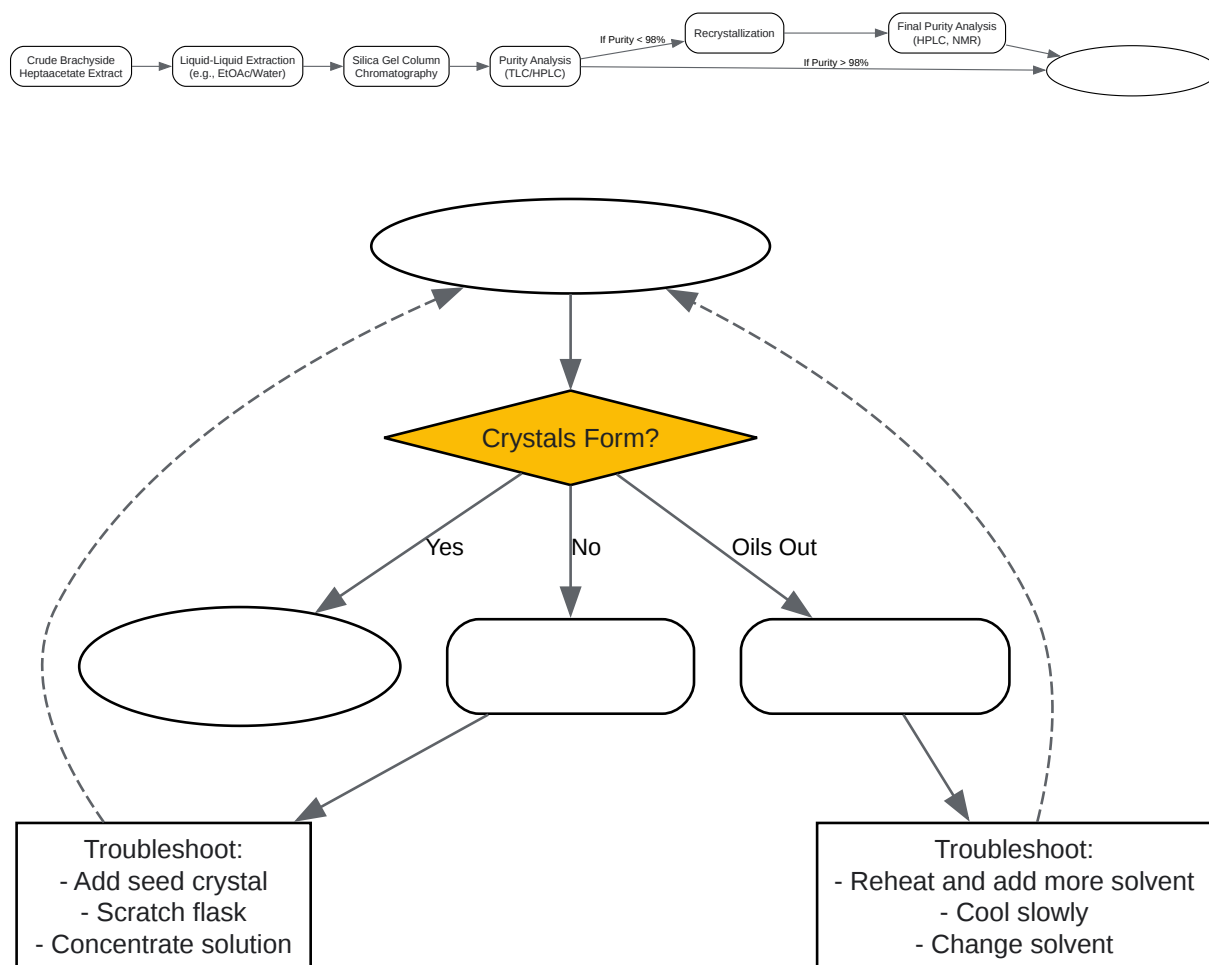 Crude Brachyside
Heptaacetate Extract
Liquid-Liquid Extraction
(e.g., EtOAc/Water)
Silica Gel Column
Chromatography
Purity Analysis
(TLC/HPLC)
If Purity < 98%
Recrystallization
Final Purity Analysis
(HPLC, NMR)
If Purity > 98%
Crystals Form?
Yes
No
Oils Out
Troubleshoot:
- Add seed crystal
- Scratch flask
- Concentrate solution
Troubleshoot:
- Reheat and add more solvent
- Cool slowly
- Change solvent